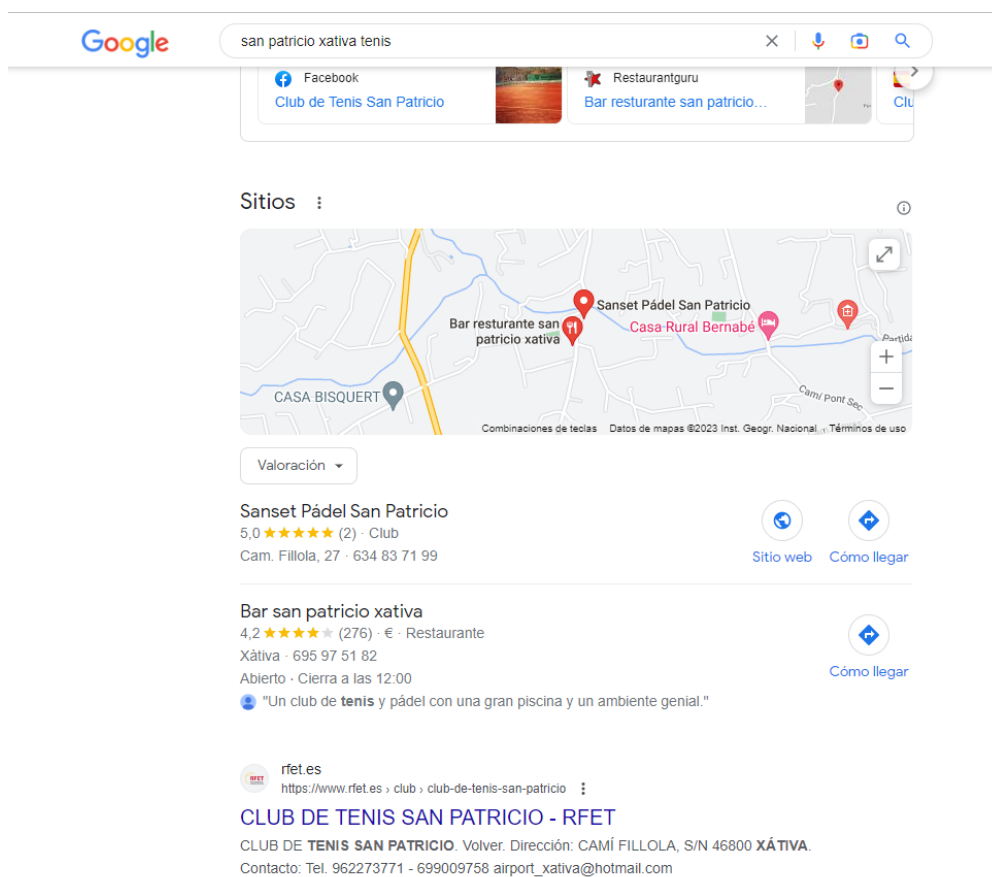 Google
san patricio xativa tenis
Facebook
Club de Tenis San Patricio
Restaurantguru
Bar resturante san patricio...
Clu
Sitios
Sanset Pádel San Patricio
Bar resturante san
patricio xativa
Casa Rural Bernabé
CASA BISQUERT
Partida
Camí Pont Sec
Combinaciones de teclas Datos de mapas ©2023 Inst. Geogr. Nacional Términos de uso
Valoración
Sanset Pádel San Patricio
5,0 ★★★★★ (2) · Club
Cam. Fillola, 27 · 634 83 71 99
Sitio web
Cómo llegar
Bar san patricio xativa
4,2 ★★★★★ (276) · € · Restaurante
Xàtiva · 695 97 51 82
Abierto · Cierra a las 12:00
"Un club de tenis y pádel con una gran piscina y un ambiente genial."
Cómo llegar
RFET
rfet.es
https://www.rfet.es › club › club-de-tenis-san-patricio
CLUB DE TENIS SAN PATRICIO - RFET
CLUB DE TENIS SAN PATRICIO. Volver. Dirección: CAMÍ FILLOLA, S/N 46800 XÁTIVA.
Contacto: Tel. 962273771 - 699009758 airport_xativa@hotmail.com